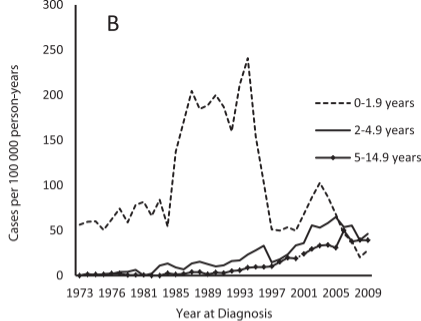 B
Cases per 100 000 person-years
300
250
200
150
100
50
0
0-1.9 years
2-4.9 years
5-14.9 years
1973 1976 1981 1985 1989 1993 1997 2001 2005 2009
Year at Diagnosis